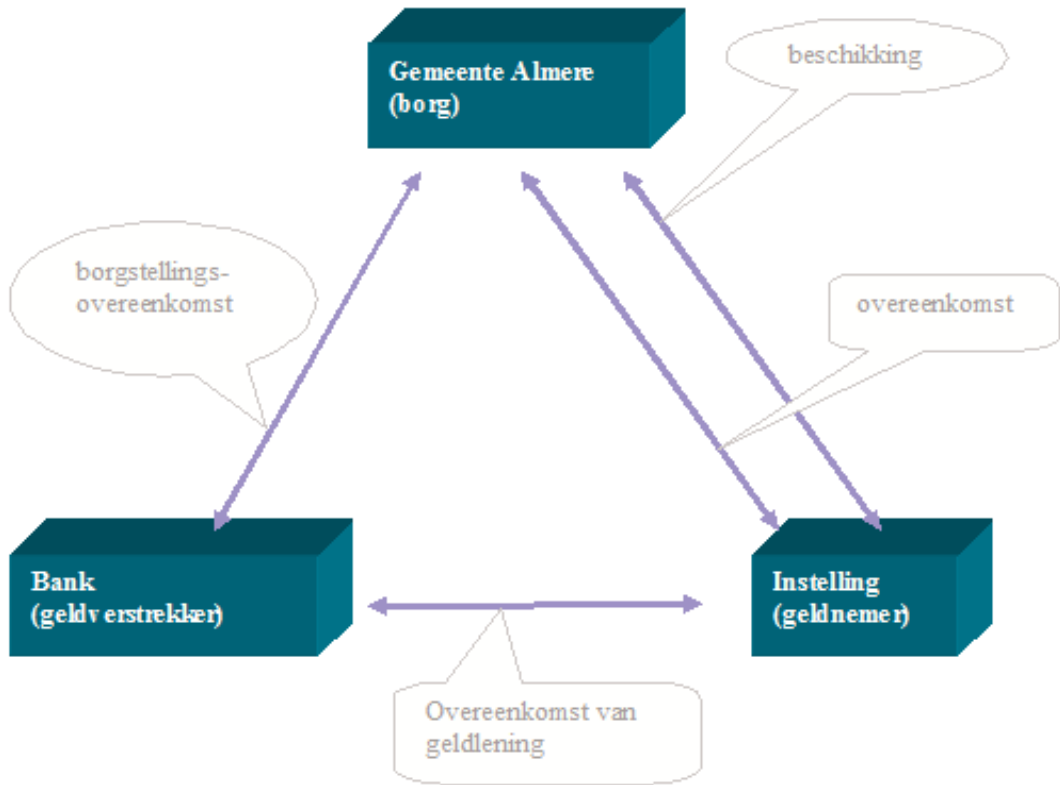 Gemeente Almere
(borg)
beschikking
borgstellings-
overeenkomst
overeenkomst
Bank
(geldverstrekker)
Instelling
(geldnemer)
Overeenkomst van
geldlening